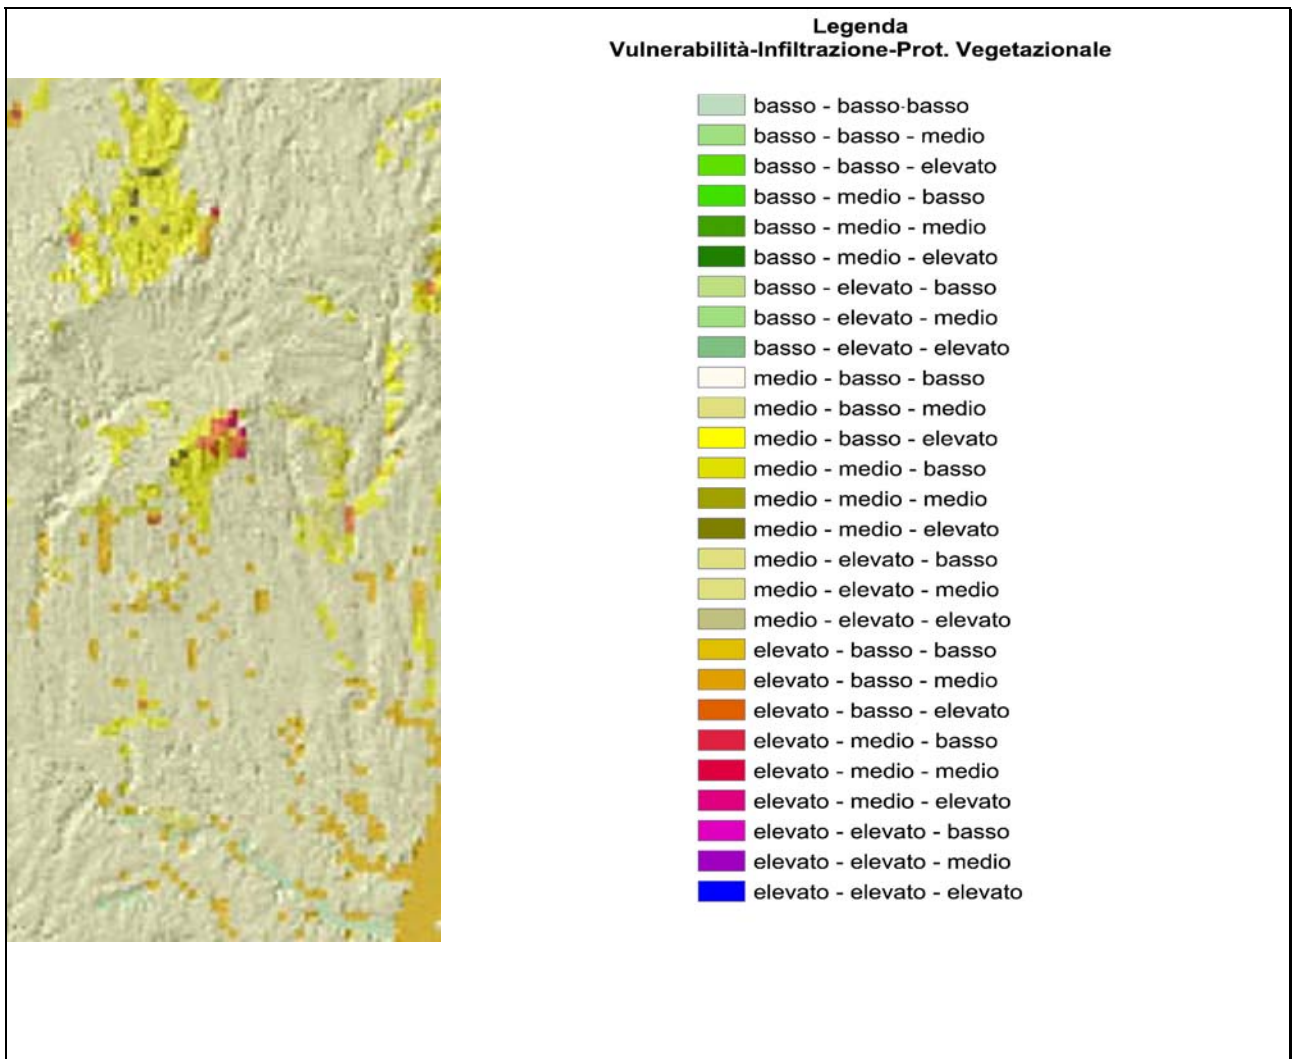 Legenda
Vulnerabilità-Infiltrazione-Prot. Vegetazionale
basso - basso-basso
basso - basso - medio
basso - basso - elevato
basso - medio - basso
basso - medio - medio
basso - medio - elevato
basso - elevato - basso
basso - elevato - medio
basso - elevato - elevato
medio - basso - basso
medio - basso - medio
medio - basso - elevato
medio - medio - basso
medio - medio - medio
medio - medio - elevato
medio - elevato - basso
medio - elevato - medio
medio - elevato - elevato
elevato - basso - basso
elevato - basso - medio
elevato - basso - elevato
elevato - medio - basso
elevato - medio - medio
elevato - medio - elevato
elevato - elevato - basso
elevato - elevato - medio
elevato - elevato - elevato